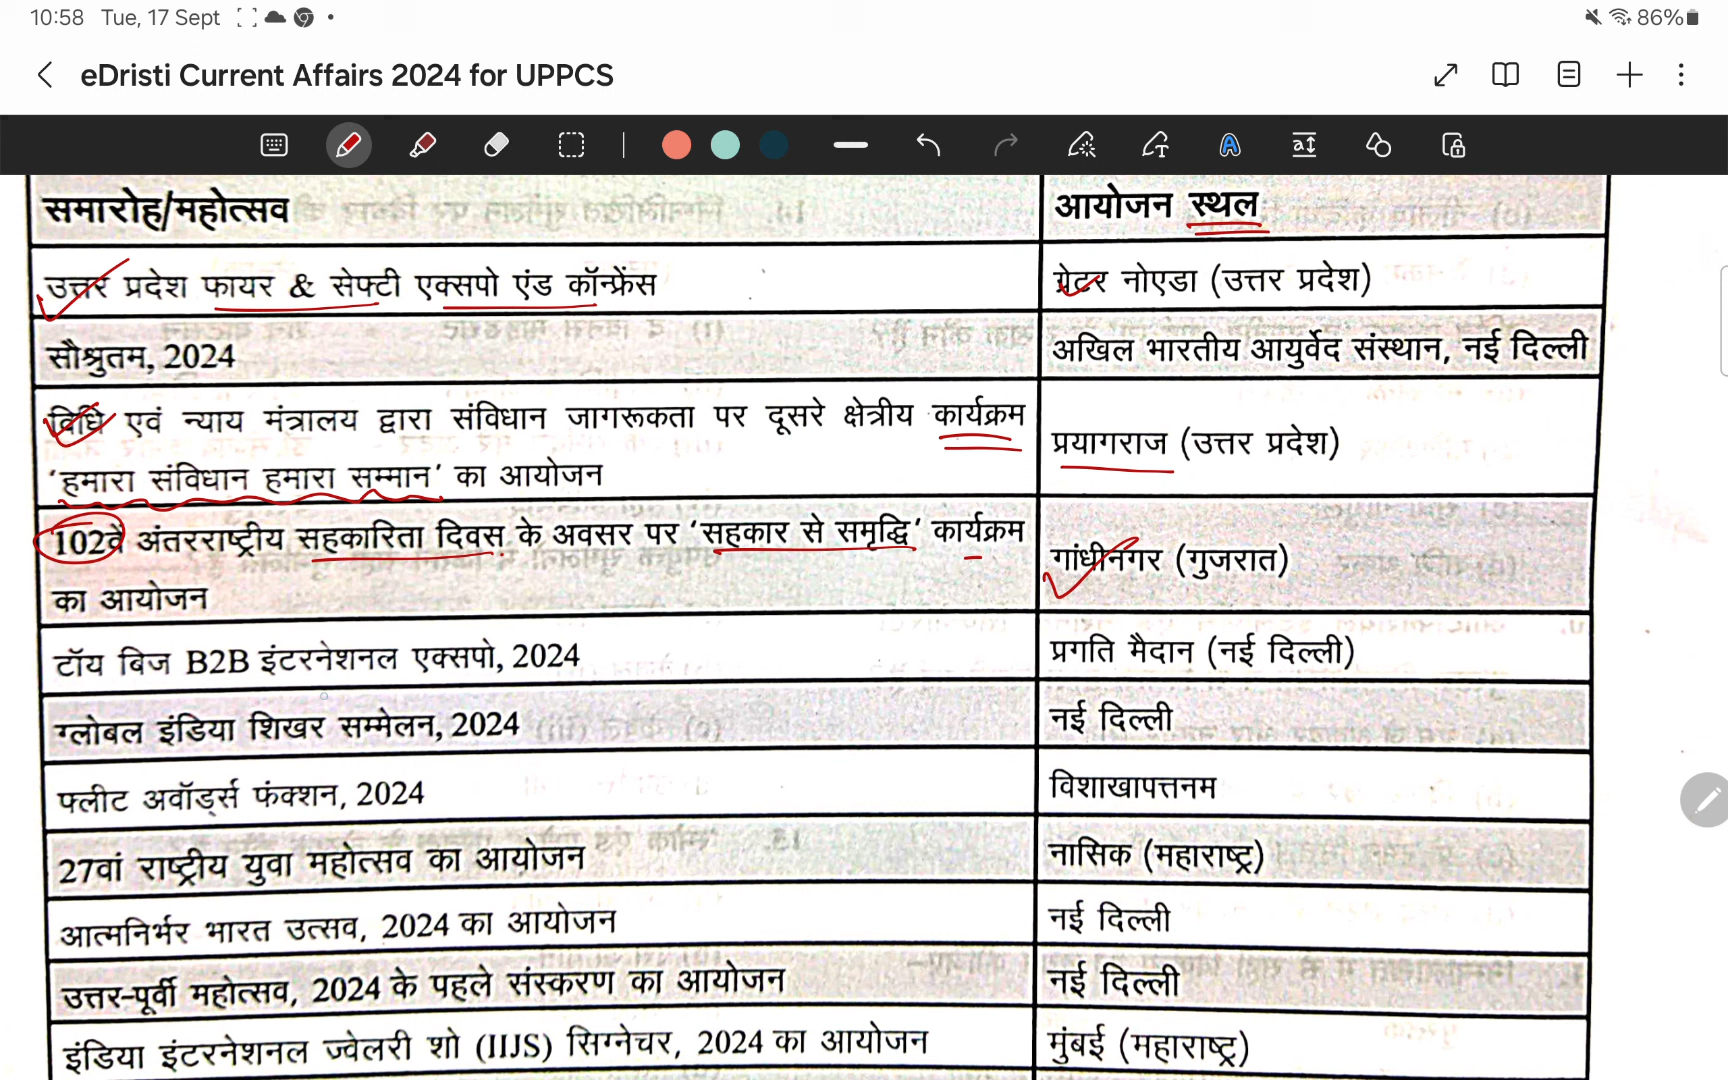 10:58 Tue, 17 Sept
86%
eDristi Current Affairs 2024 for UPPCS
समारोह/महोत्सव
आयोजन स्थल
उत्तर प्रदेश फायर & सेफ्टी एक्सपो एंड कॉन्फ्रेंस
ग्रेटर नोएडा (उत्तर प्रदेश)
सौश्रुतम, 2024
अखिल भारतीय आयुर्वेद संस्थान, नई दिल्ली
विधि एवं न्याय मंत्रालय द्वारा संविधान जागरूकता पर दूसरे क्षेत्रीय कार्यक्रम
‘हमारा संविधान हमारा सम्मान’ का आयोजन
प्रयागराज (उत्तर प्रदेश)
102वें अंतरराष्ट्रीय सहकारिता दिवस के अवसर पर ‘सहकार से समृद्धि’ कार्यक्रम
का आयोजन
गांधीनगर (गुजरात)
टॉय बिज B2B इंटरनेशनल एक्सपो, 2024
प्रगति मैदान (नई दिल्ली)
ग्लोबल इंडिया शिखर सम्मेलन, 2024
नई दिल्ली
फ्लीट अवॉर्ड्स फंक्शन, 2024
विशाखापत्तनम
27वां राष्ट्रीय युवा महोत्सव का आयोजन
नासिक (महाराष्ट्र)
आत्मनिर्भर भारत उत्सव, 2024 का आयोजन
नई दिल्ली
उत्तर-पूर्वी महोत्सव, 2024 के पहले संस्करण का आयोजन
नई दिल्ली
इंडिया इंटरनेशनल ज्वेलरी शो (IIJS) सिग्नेचर, 2024 का आयोजन
मुंबई (महाराष्ट्र)